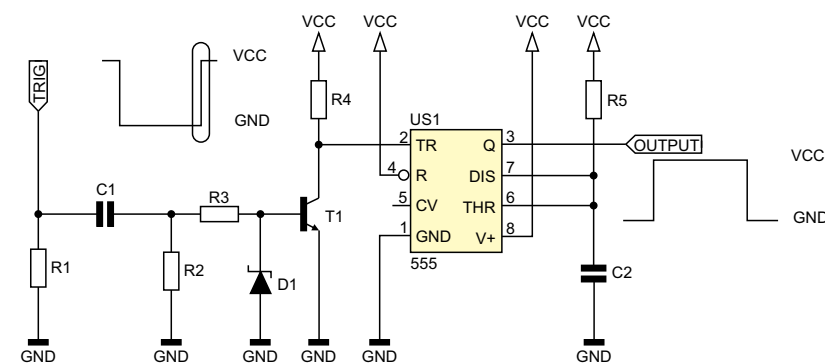 VCC VCC VCC VCC
TRIG
VCC
GND
R4
R5
US1
2 TR Q 3
OUTPUT
VCC
4 R DIS 7
C1
R3
T1
5 CV THR 6
GND
1 GND V+ 8
555
R1
R2
D1
C2
GND GND GND GND GND GND